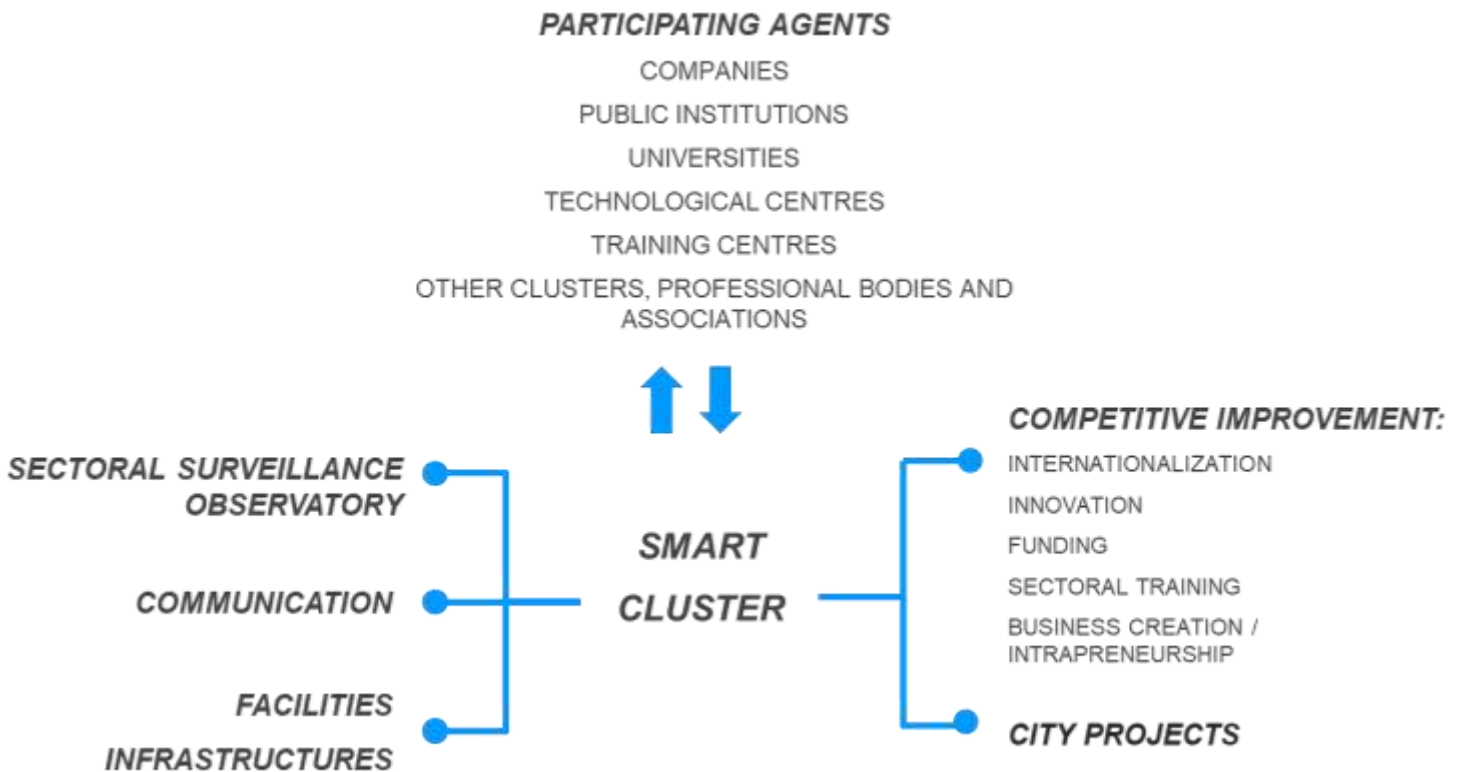 PARTICIPATING AGENTS
COMPANIES
PUBLIC INSTITUTIONS
UNIVERSITIES
TECHNOLOGICAL CENTRES
TRAINING CENTRES
OTHER CLUSTERS, PROFESSIONAL BODIES AND
ASSOCIATIONS
SECTORAL SURVEILLANCE
OBSERVATORY
COMMUNICATION
FACILITIES
INFRASTRUCTURES
SMART
CLUSTER
COMPETITIVE IMPROVEMENT:
INTERNATIONALIZATION
INNOVATION
FUNDING
SECTORAL TRAINING
BUSINESS CREATION /
INTRAPRENEURSHIP
CITY PROJECTS